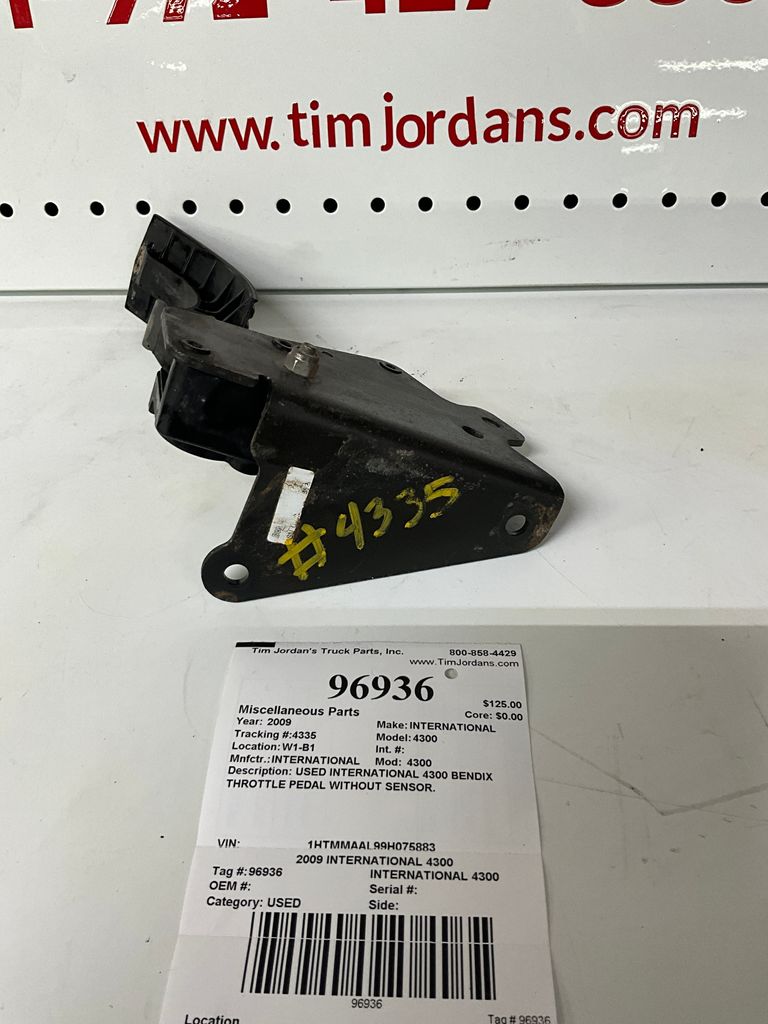 www.timjordans.com
#4335
Tim Jordan's Truck Parts, Inc. 800-858-4429
www.TimJordans.com
96936
$125.00
Miscellaneous Parts Core: $0.00
Year: 2009 Make: INTERNATIONAL
Tracking #:4335 Model: 4300
Location: W1-B1 Int. #:
Mnfctr.: INTERNATIONAL Mod: 4300
Description: USED INTERNATIONAL 4300 BENDIX
THROTTLE PEDAL WITHOUT SENSOR.
VIN: 1HTMMAAL99H075883
2009 INTERNATIONAL 4300
Tag #: 96936 INTERNATIONAL 4300
OEM #: Serial #:
Category: USED Side:
96936
Location Tag # 96936